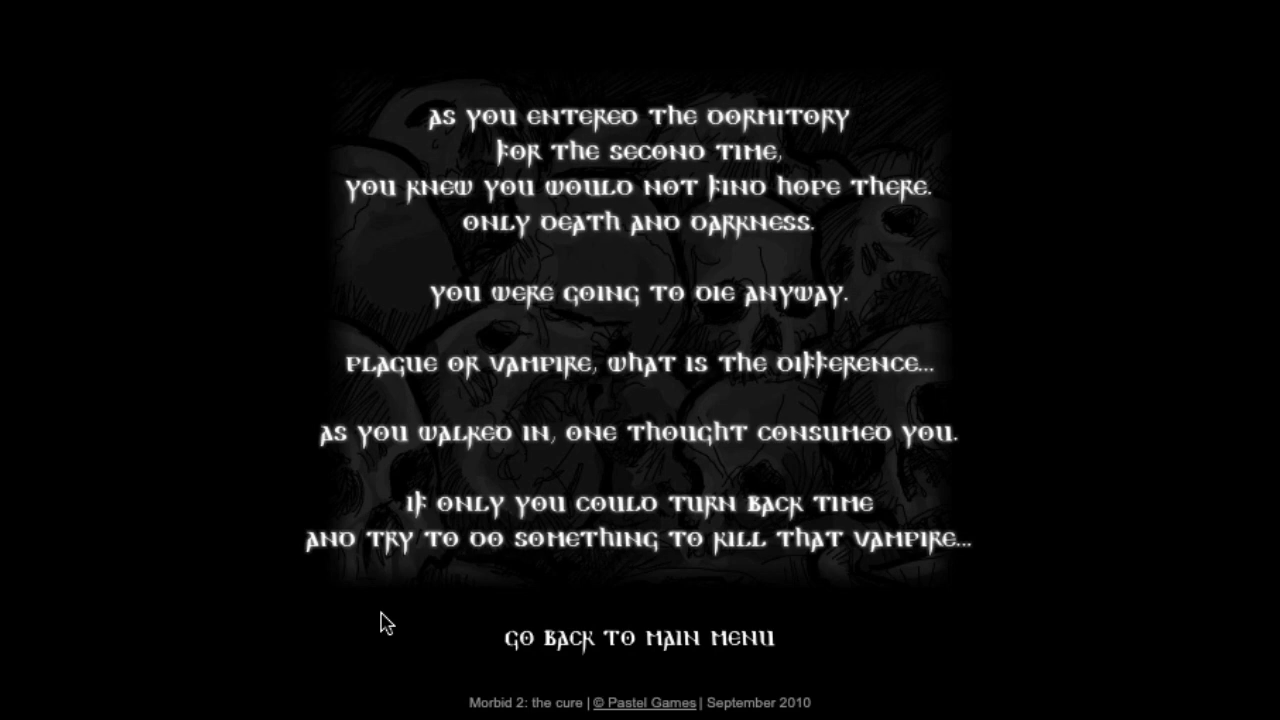 As you entered the dormitory
for the second time,
you knew you would not find hope there.
Only death and darkness.
You were going to die anyway.
Plague or vampire, what is the difference...
As you walked in, one thought consumed you.
If only you could turn back time
and try to do something to kill that vampire...
Go back to main menu
Morbid 2: the cure | © Pastel Games | September 2010